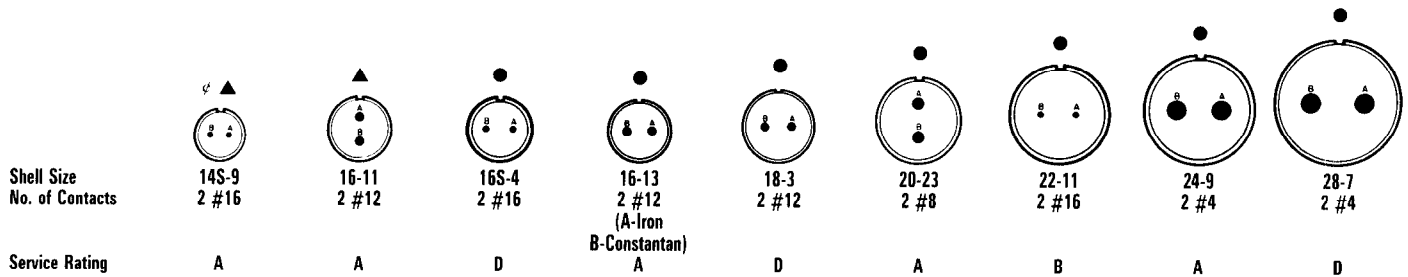 ¢
B A
A
B
B A
B A
B A
A
B
B A
B A
B A
Shell Size 14S-9 16-11 16S-4 16-13 18-3 20-23 22-11 24-9 28-7
No. of Contacts 2 #16 2 #12 2 #16 2 #12 2 #12 2 #8 2 #16 2 #4 2 #4
(A-Iron
B-Constantan)
Service Rating A A D A D A B A D